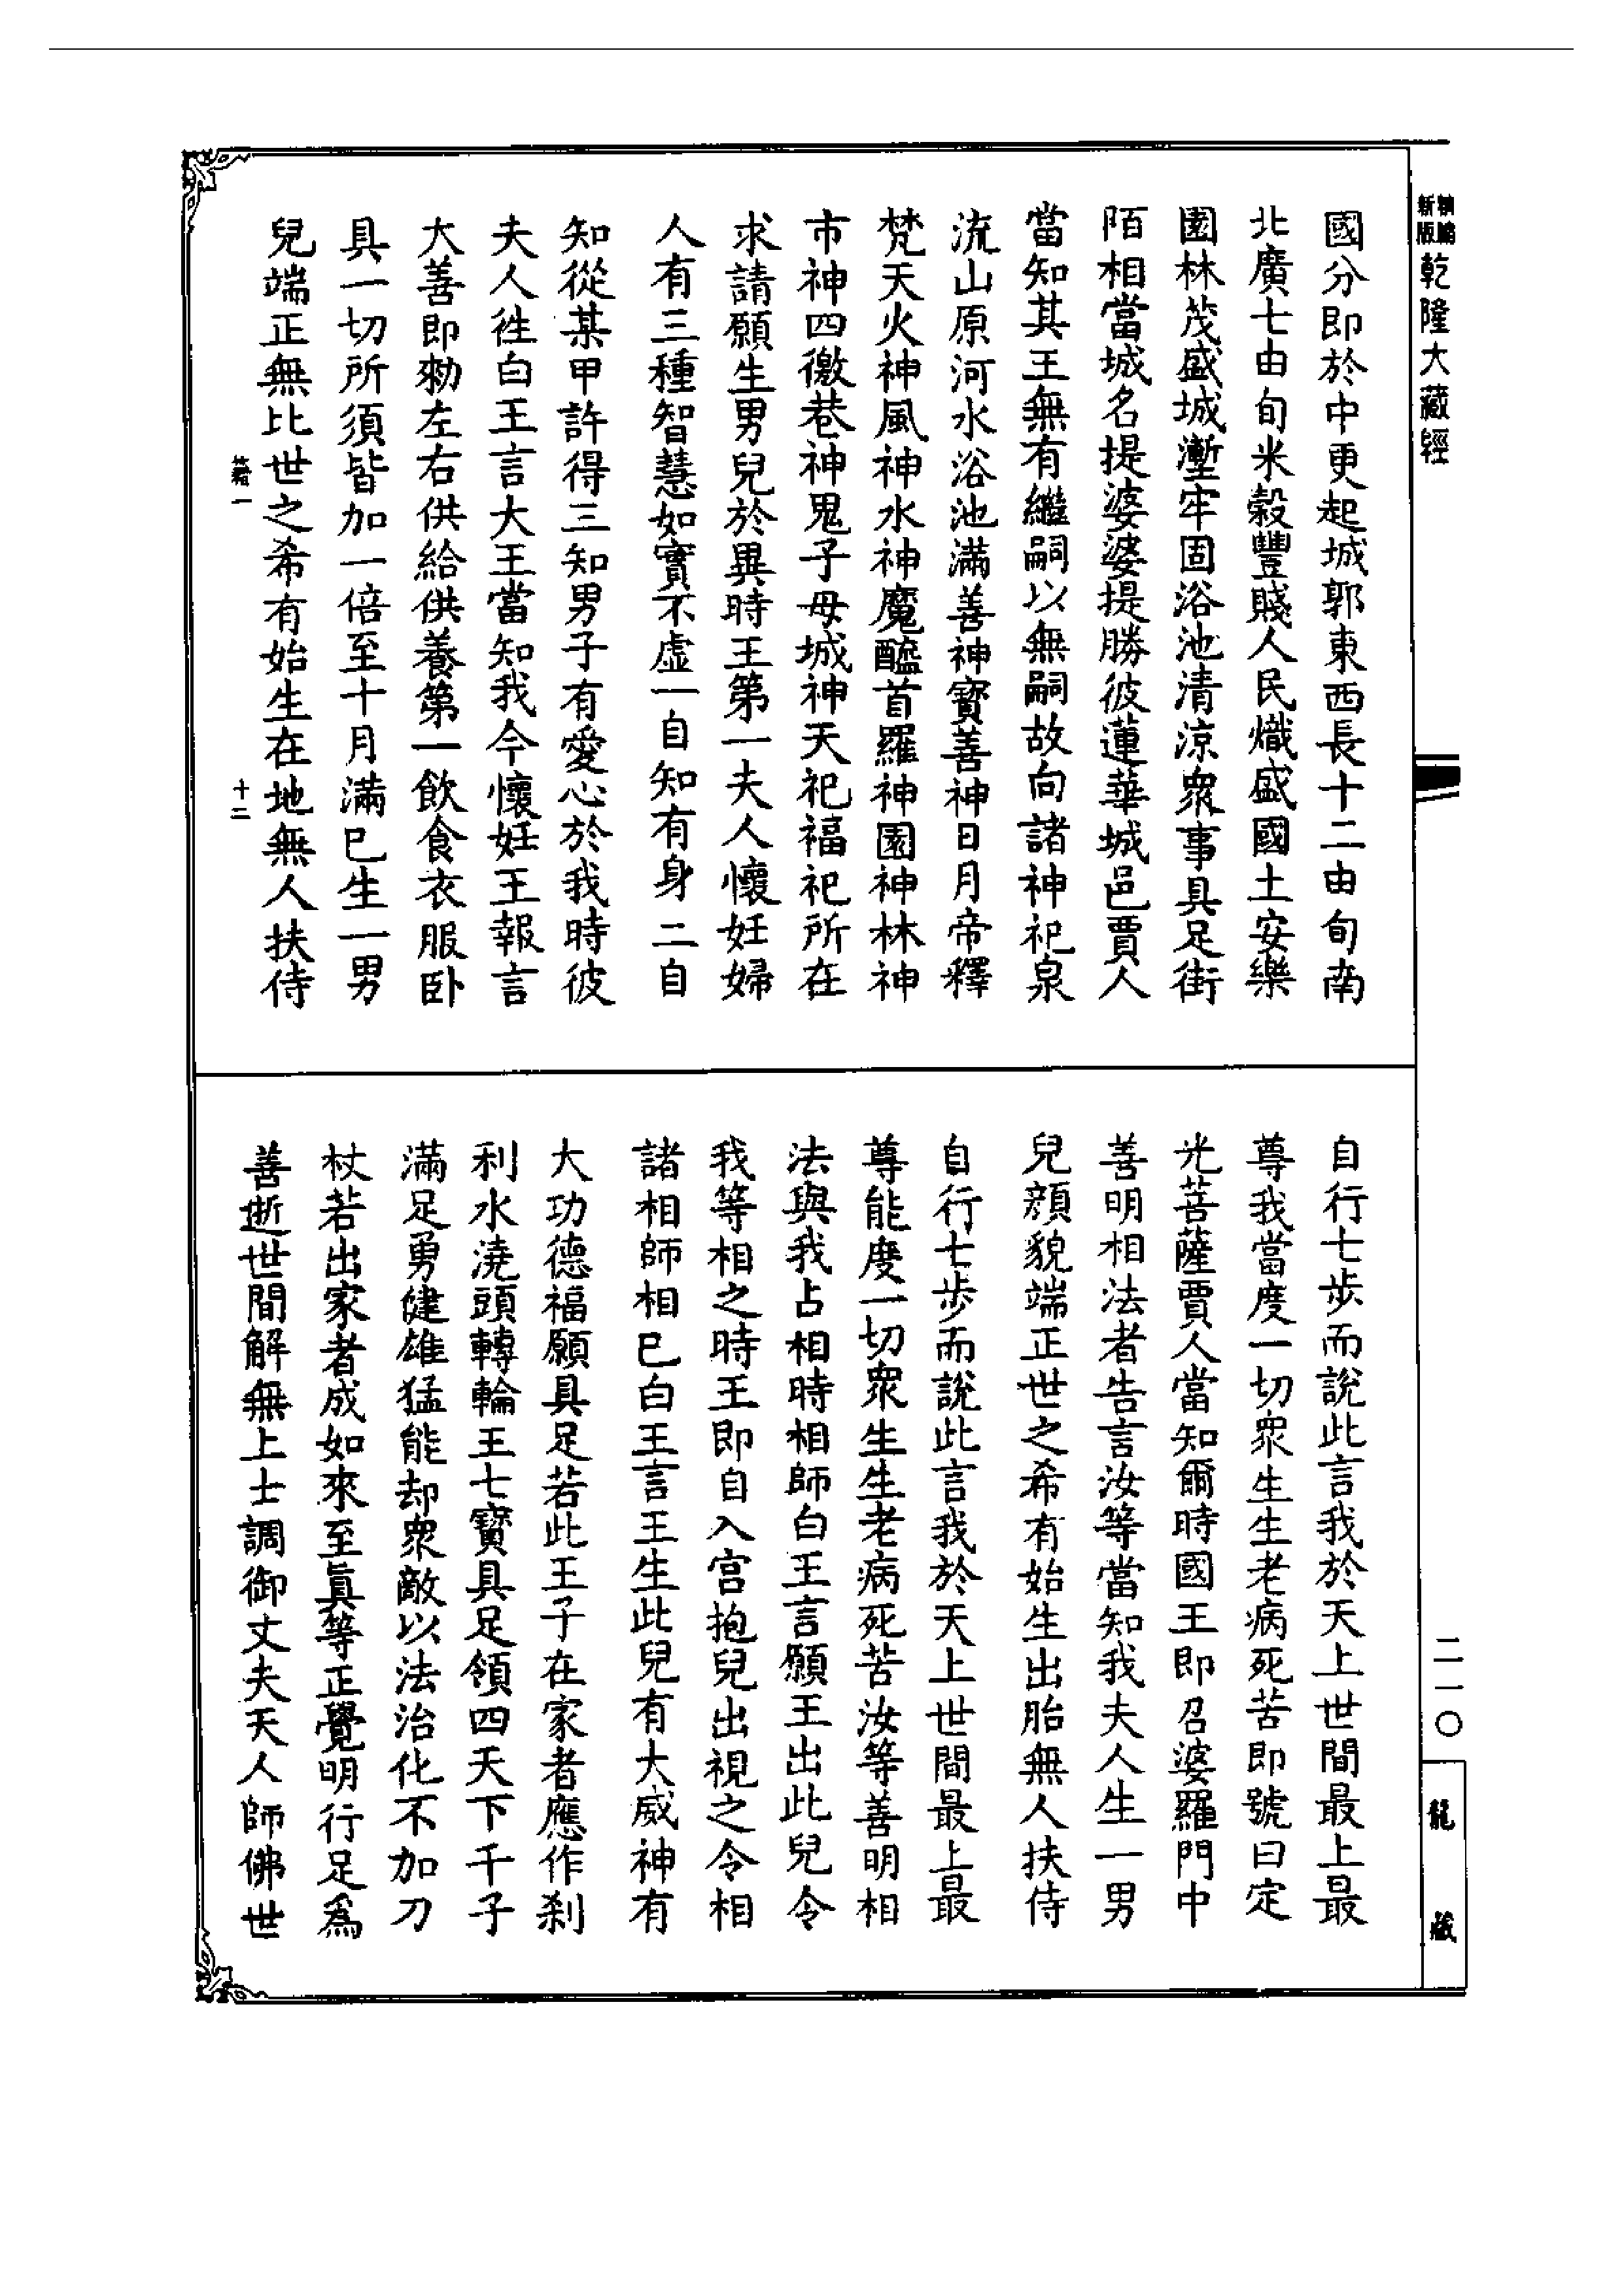 新編
新版
乾隆大藏經
國分即於中更起城郭東西長十二由旬南
北廣七由旬米穀豐賤人民熾盛國土安樂
園林茂盛城壍牢固浴池清涼衆事具足街
陌相當城名提婆婆提勝彼蓮華城邑賈人
當知其王無有繼嗣以無嗣故向諸神祀泉
流山原河水浴池滿善神寶善神日月帝釋
梵天火神風神水神魔醯首羅神園神林神
市神四徼巷神鬼子母城神天祀福祀所在
求請願生男兒於異時王第一夫人懷妊婦
人有三種智慧如實不虛一自知有身二自
知從某甲許得三知男子有愛心於我時彼
夫人徃白王言大王當知我今懷妊王報言
大善即勑左右供給供養第一飲食衣服卧
具一切所須皆加一倍至十月滿巳生一男
兒端正無比世之希有始生在地無人扶侍
一
十二
自行七步而說此言我於天上世間最上最
尊我當度一切衆生生老病死苦即號曰定
光菩薩賈人當知爾時國王即召婆羅門中
善明相法者告言汝等當知我夫人生一男
兒顏貌端正世之希有始生出胎無人扶侍
自行七步而說此言我於天上世間最上最
尊能度一切衆生生老病死苦汝等善明相
法與我占相時相師白王言願王出此兒令
我等相之時王即自入宮抱兒出視之令相
諸相師相巳白王言王生此兒有大威神有
大功德福願具足若此王子在家者應作剎
利水澆頭轉輪王七寶具足領四天下千子
滿足勇健雄猛能却衆敵以法治化不加刀
杖若出家者成如來至眞等正覺明行足爲
善逝世間解無上士調御丈夫天人師佛世
二一〇
龍藏